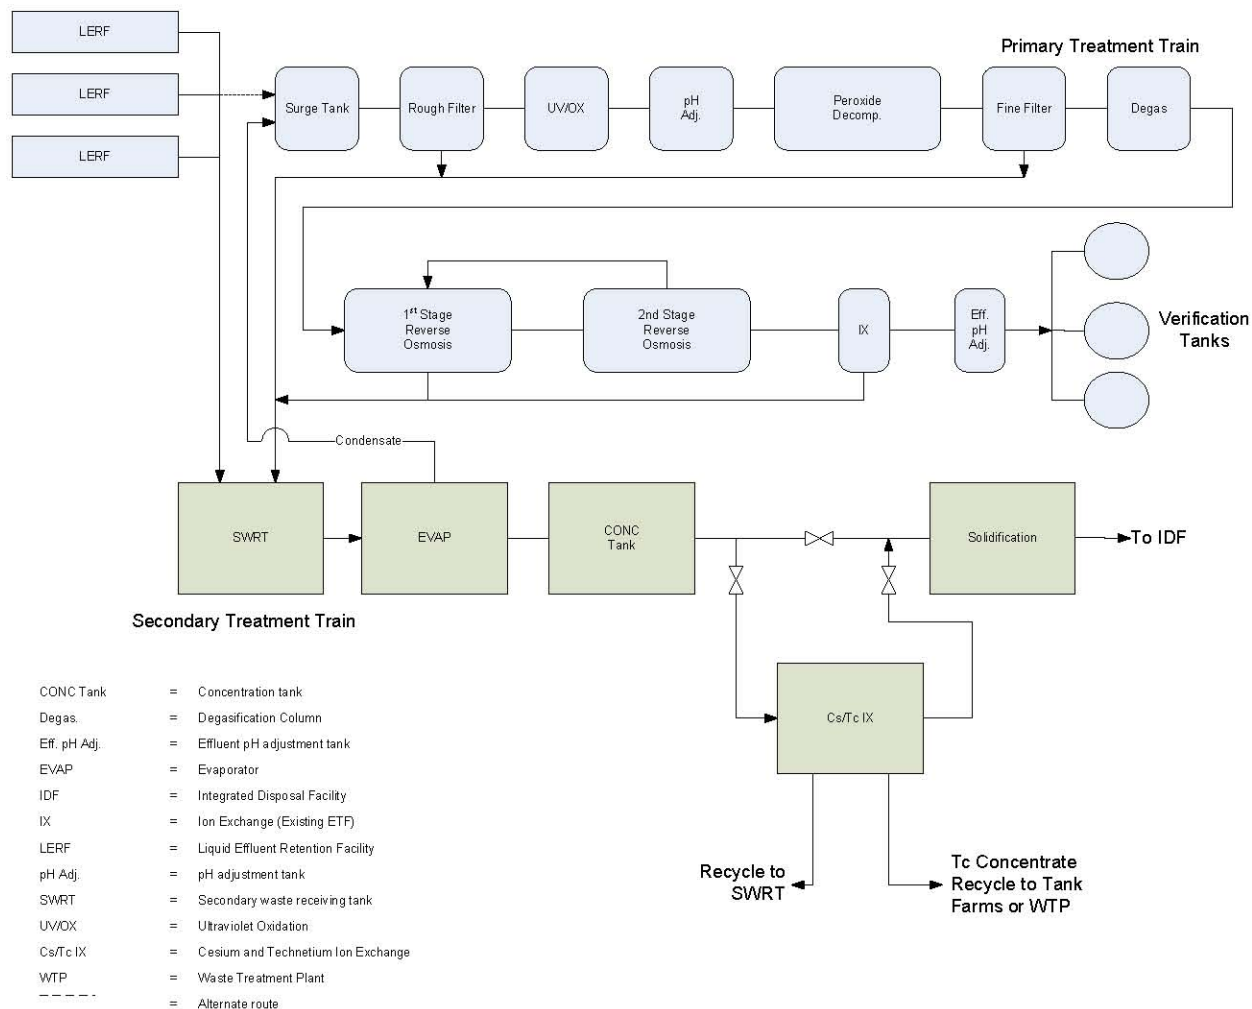 LERF
LERF
LERF
Primary Treatment Train
Surge Tank
Rough Filter
UV/OX
pH
Adj.
Peroxide
Decomp.
Fine Filter
Degas
1st Stage
Reverse
Osmosis
2nd Stage
Reverse
Osmosis
IX
Eff.
pH
Adj.
Verification
Tanks
Condensate
SWRT
EVAP
CONC
Tank
Solidification
To IDF
Secondary Treatment Train
Cs/Tc IX
Recycle to
SWRT
Tc Concentrate
Recycle to Tank
Farms or WTP
CONC Tank = Concentration tank
Degas. = Degasification Column
Eff. pH Adj. = Effluent pH adjustment tank
EVAP = Evaporator
IDF = Integrated Disposal Facility
IX = Ion Exchange (Existing ETF)
LERF = Liquid Effluent Retention Facility
pH Adj. = pH adjustment tank
SWRT = Secondary waste receiving tank
UV/OX = Ultraviolet Oxidation
Cs/Tc IX = Cesium and Technetium Ion Exchange
WTP = Waste Treatment Plant
= Alternate route